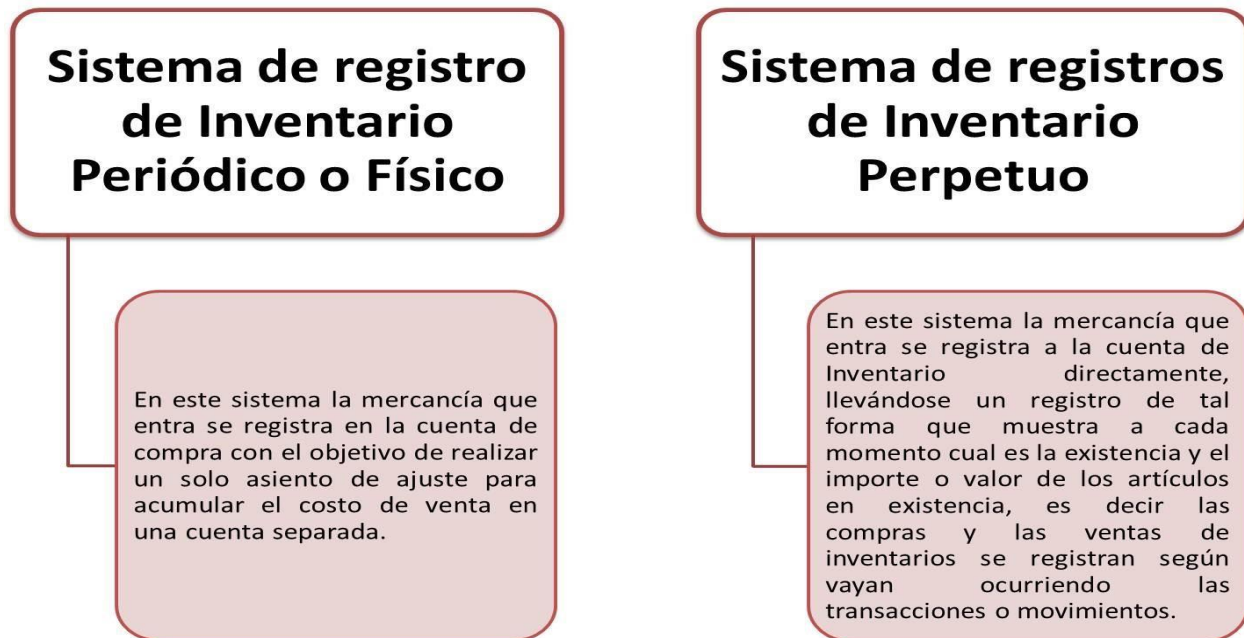 Sistema de registro
de Inventario
Periódico o Físico
En este sistema la mercancía que
entra se registra en la cuenta de
compra con el objetivo de realizar
un solo asiento de ajuste para
acumular el costo de venta en
una cuenta separada.
Sistema de registros
de Inventario
Perpetuo
En este sistema la mercancía que
entra se registra a la cuenta de
Inventario directamente,
llevándose un registro de tal
forma que muestra a cada
momento cual es la existencia y el
importe o valor de los artículos
en existencia, es decir las
compras y las ventas de
inventarios se registran según
vayan ocurriendo las
transacciones o movimientos.